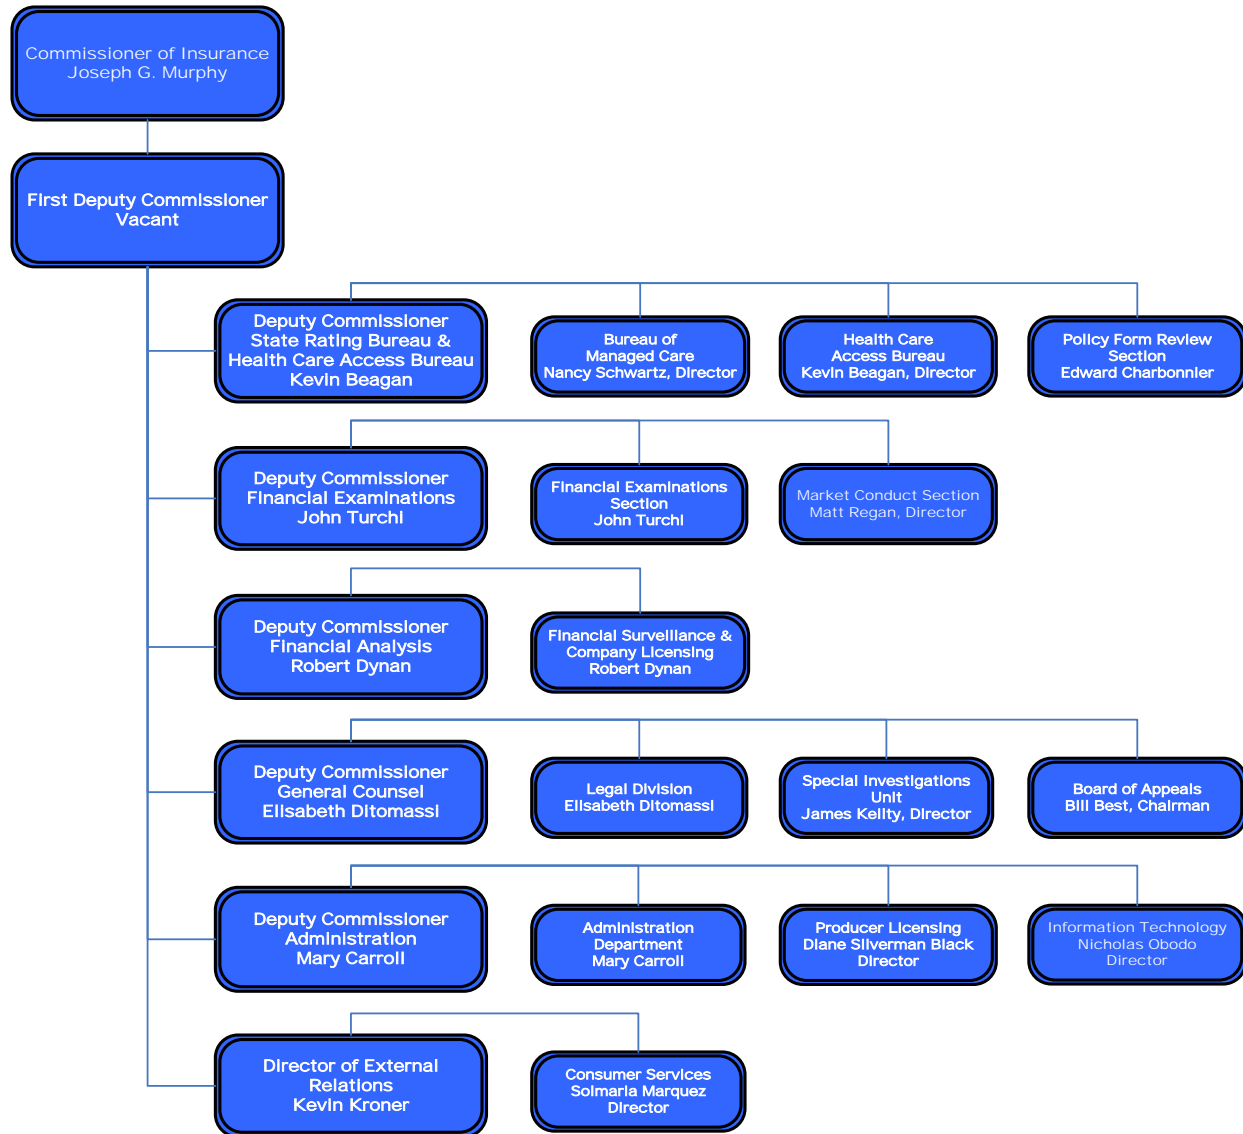 Commissioner of Insurance
Joseph G. Murphy
First Deputy Commissioner
Vacant
Deputy Commissioner
State Rating Bureau &
Health Care Access Bureau
Kevin Beagan
Bureau of
Managed Care
Nancy Schwartz, Director
Health Care
Access Bureau
Kevin Beagan, Director
Policy Form Review
Section
Edward Charbonnier
Deputy Commissioner
Financial Examinations
John Turchi
Financial Examinations
Section
John Turchi
Market Conduct Section
Matt Regan, Director
Deputy Commissioner
Financial Analysis
Robert Dynan
Financial Surveillance &
Company Licensing
Robert Dynan
Deputy Commissioner
General Counsel
Elisabeth Ditomassi
Legal Division
Elisabeth Ditomassi
Special Investigations
Unit
James Kelity, Director
Board of Appeals
Bill Best, Chairman
Deputy Commissioner
Administration
Mary Carroll
Administration
Department
Mary Carroll
Producer Licensing
Diane Silverman Black
Director
Information Technology
Nicholas Obodo
Director
Director of External
Relations
Kevin Kroner
Consumer Services
Solmaria Marquez
Director